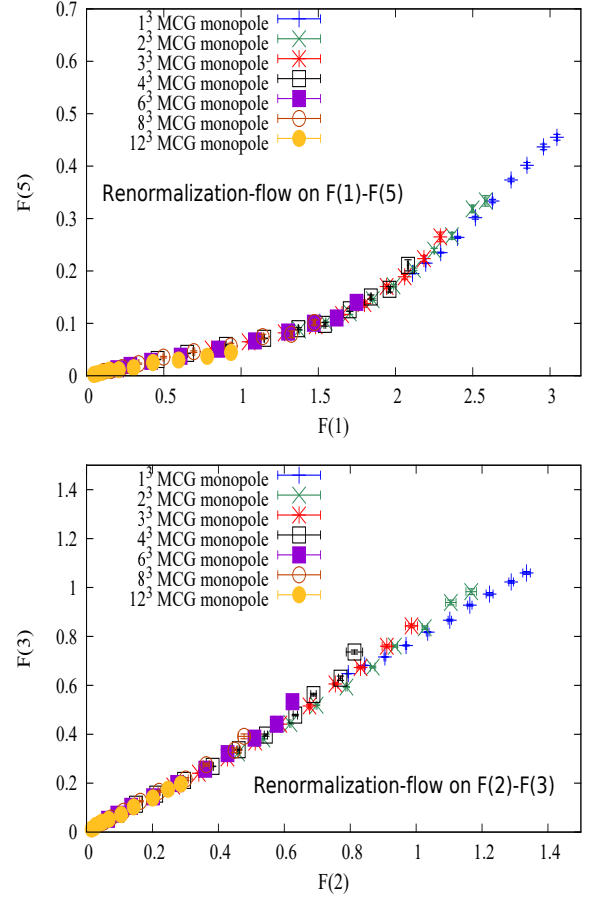 0.7
0.6
0.5
0.4
0.3
0.2
0.1
0
F(5)
1³ MCG monopole
2³ MCG monopole
3³ MCG monopole
4³ MCG monopole
6³ MCG monopole
8³ MCG monopole
12³ MCG monopole
Renormalization-flow on F(1)-F(5)
0 0.5 1 1.5 2 2.5 3
F(1)
1.4
1.2
1
0.8
0.6
0.4
0.2
0
F(3)
1³ MCG monopole
2³ MCG monopole
3³ MCG monopole
4³ MCG monopole
6³ MCG monopole
8³ MCG monopole
12³ MCG monopole
Renormalization-flow on F(2)-F(3)
0 0.2 0.4 0.6 0.8 1 1.2 1.4
F(2)